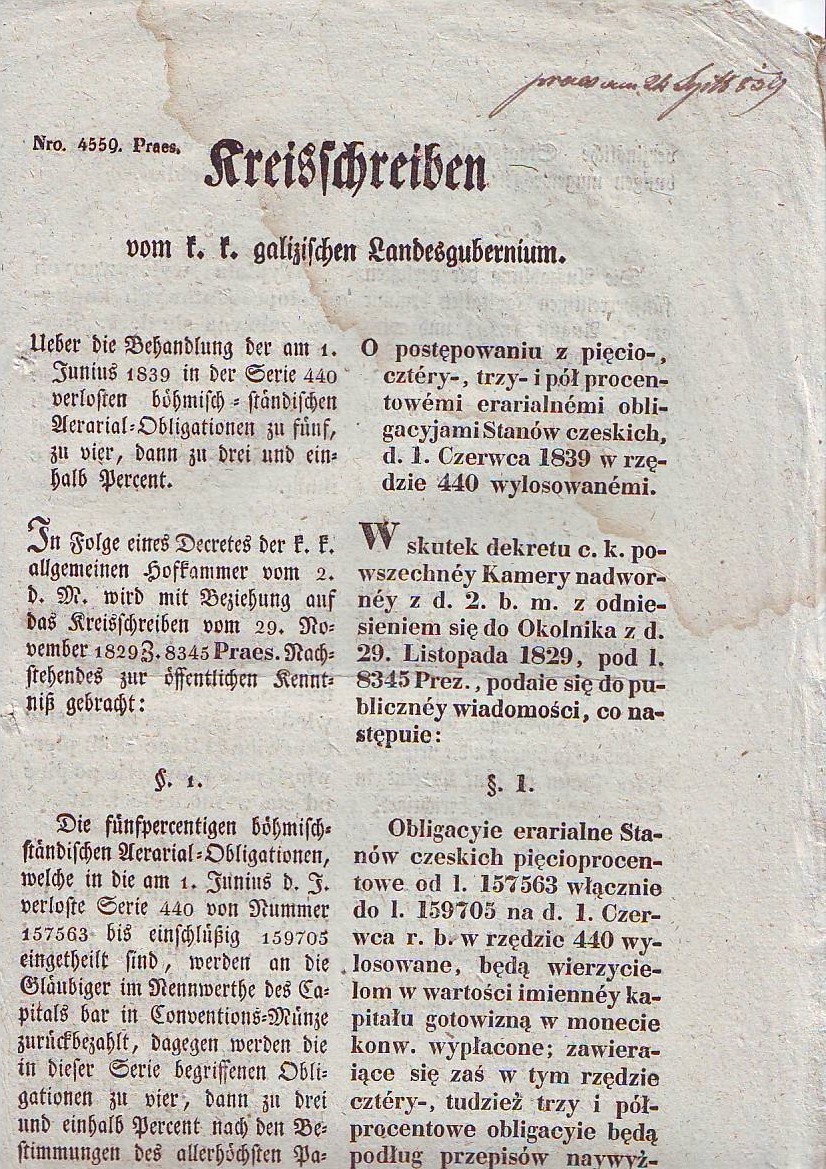 praes am 24 Septb 839
Nro. 4559. Praes.
Kreisschreiben
vom k. k. galizischen Landesgubernium.
Ueber die Behandlung der am 1.
Junius 1839 in der Serie 440
verlosten böhmisch = ständischen
Aerarial=Obligationen zu fünf,
zu vier, dann zu drei und ein=
halb Percent.
In Folge eines Decretes der k. k.
allgemeinen Hofkammer vom 2.
d. M. wird mit Beziehung auf
das Kreisschreiben vom 29. No=
vember 1829 Z. 8345 Praes. Nach=
stehendes zur öffentlichen Kennt=
niß gebracht:
§. 1.
Die fünfpercentigen böhmisch=
ständischen Aerarial=Obligationen,
welche in die am 1. Junius d. J.
verloste Serie 440 von Nummer
157563 bis einschlüßig 159705
eingetheilt sind, werden an die
Gläubiger im Nennwerthe des Ca=
pitals bar in Conventions=Münze
zurückbezahlt, dagegen werden die
in dieser Serie begriffenen Obli=
gationen zu vier, dann zu drei
und einhalb Percent nach den Be=
stimmungen des allerhöchsten Pa=
O postępowaniu z pięcio-,
cztéry-, trzy- i pół procen-
towémi erarialnémi obli-
gacyjami Stanów czeskich,
d. 1. Czerwca 1839 w rzę-
dzie 440 wylosowanémi.
W skutek dekretu c. k. po-
wszechnéy Kamery nadwor-
néy z d. 2. b. m. z odnie-
sieniem się do Okolnika z d.
29. Listopada 1829, pod l.
8345 Prez., podaie się do pu-
blicznéy wiadomości, co na-
stępuie:
§. 1.
Obligacyie erarialne Sta-
nów czeskich pięcioprocen-
towe od l. 157563 włącznie
do l. 159705 na d. 1. Czer-
wca r. b. w rzędzie 440 wy-
losowane, będą wierzycie-
lom w wartości imiennéy ka-
pitału gotowizną w monecie
konw. wypłacone; zawiera-
iące się zaś w tym rzędzie
cztéry-, tudzież trzy i pół-
procentowe obligacyie będą
podług przepisów naywyż-